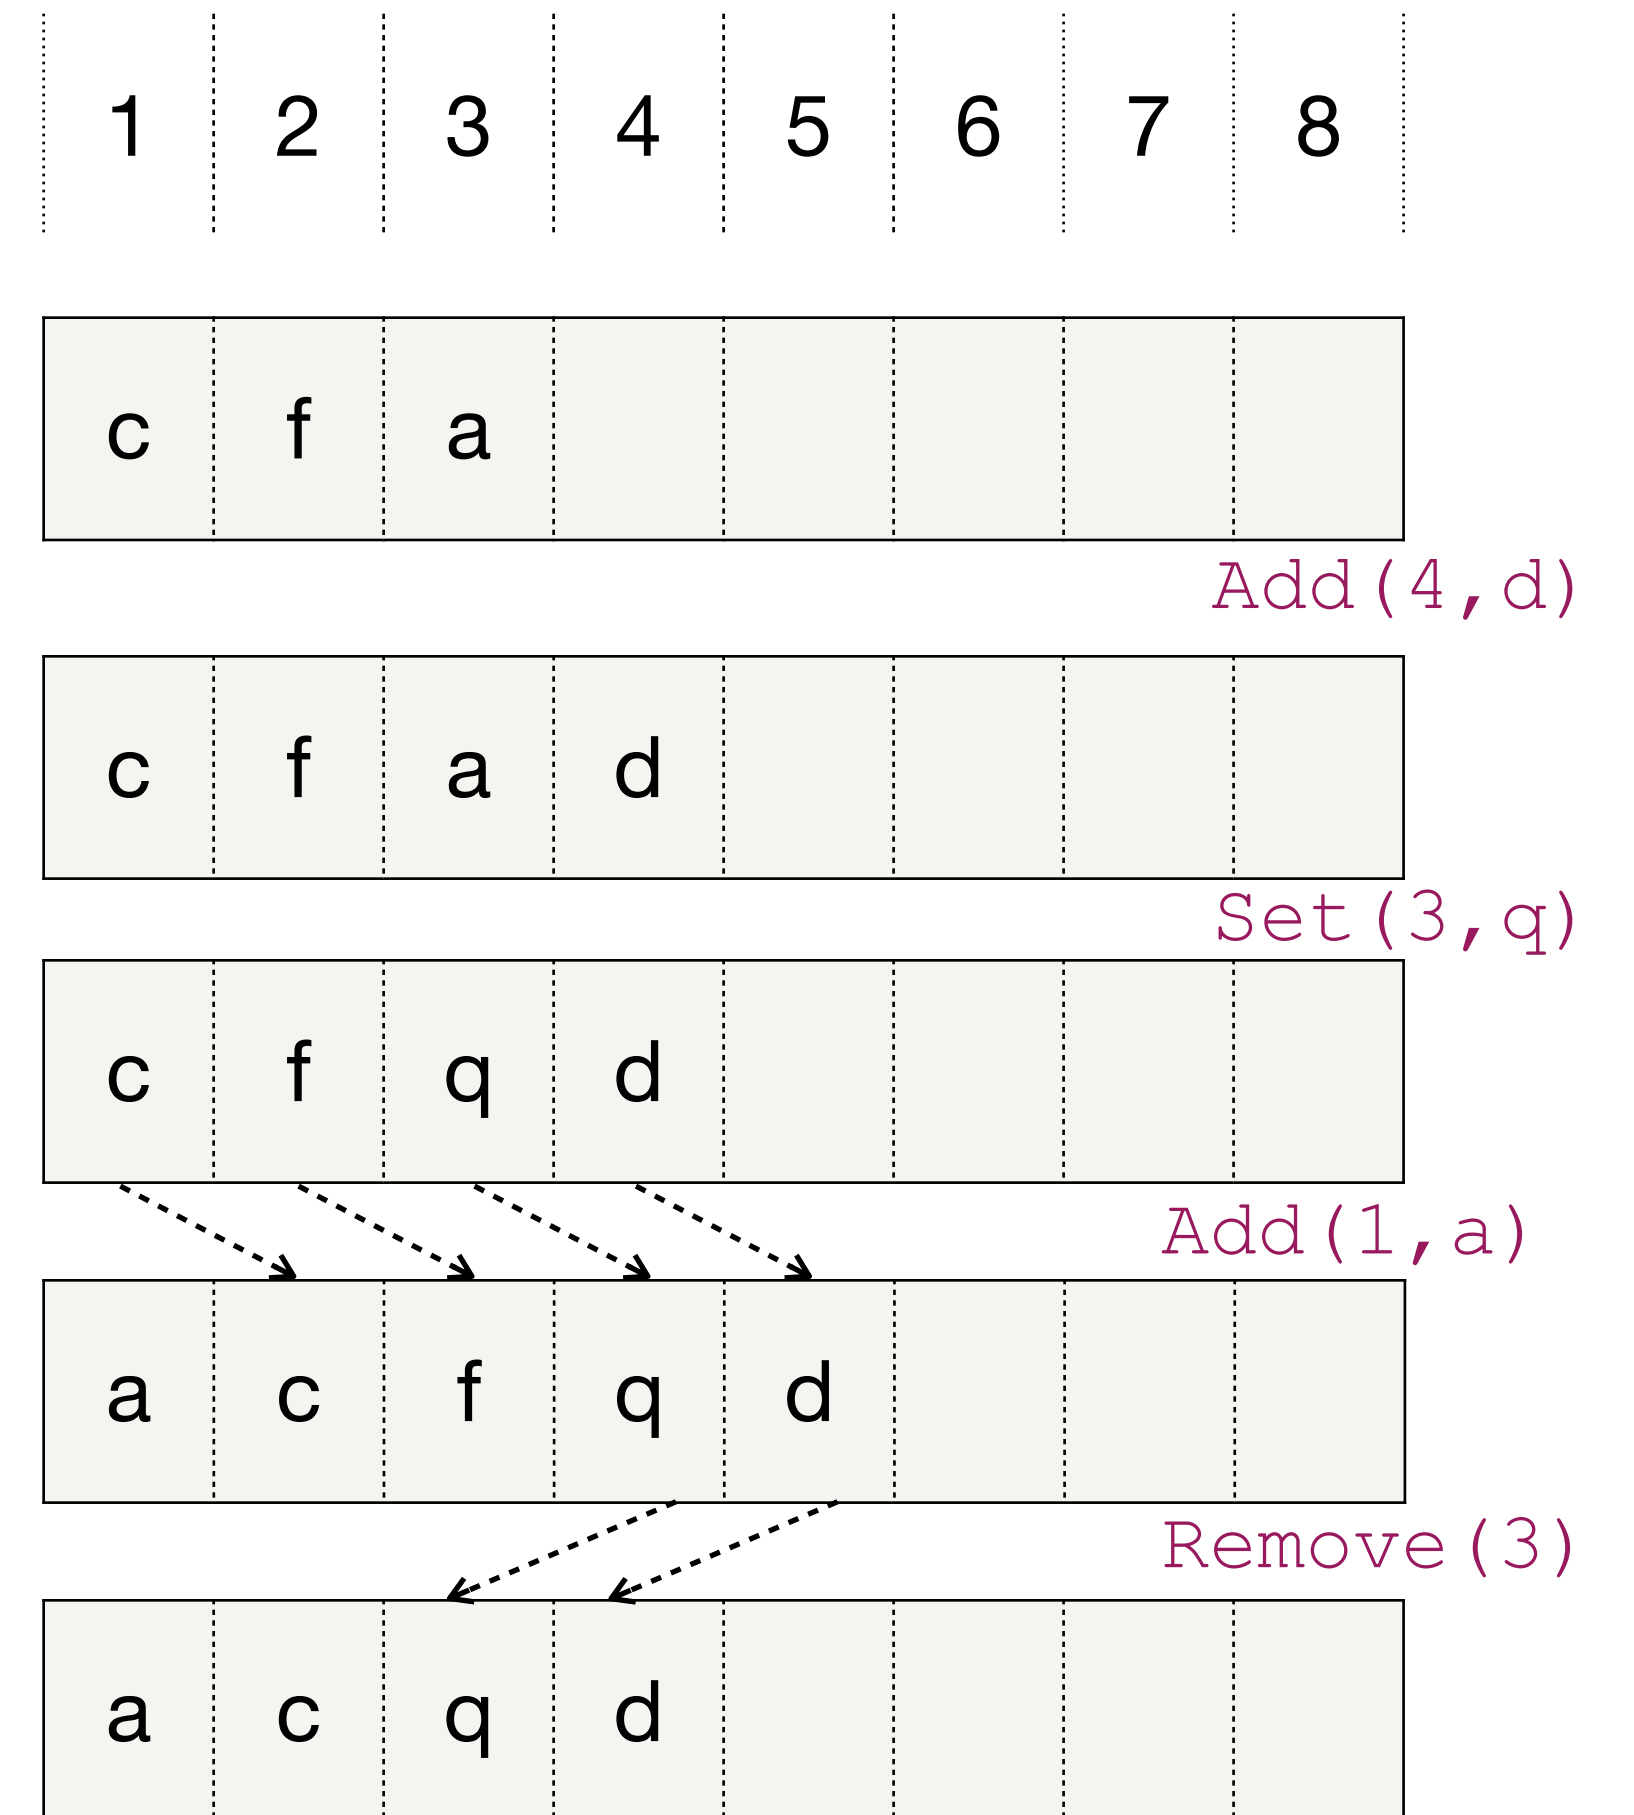 1 2 3 4 5 6 7 8
c f a
Add(4,d)
c f a d
Set(3,q)
c f q d
Add(1,a)
a c f q d
Remove(3)
a c q d